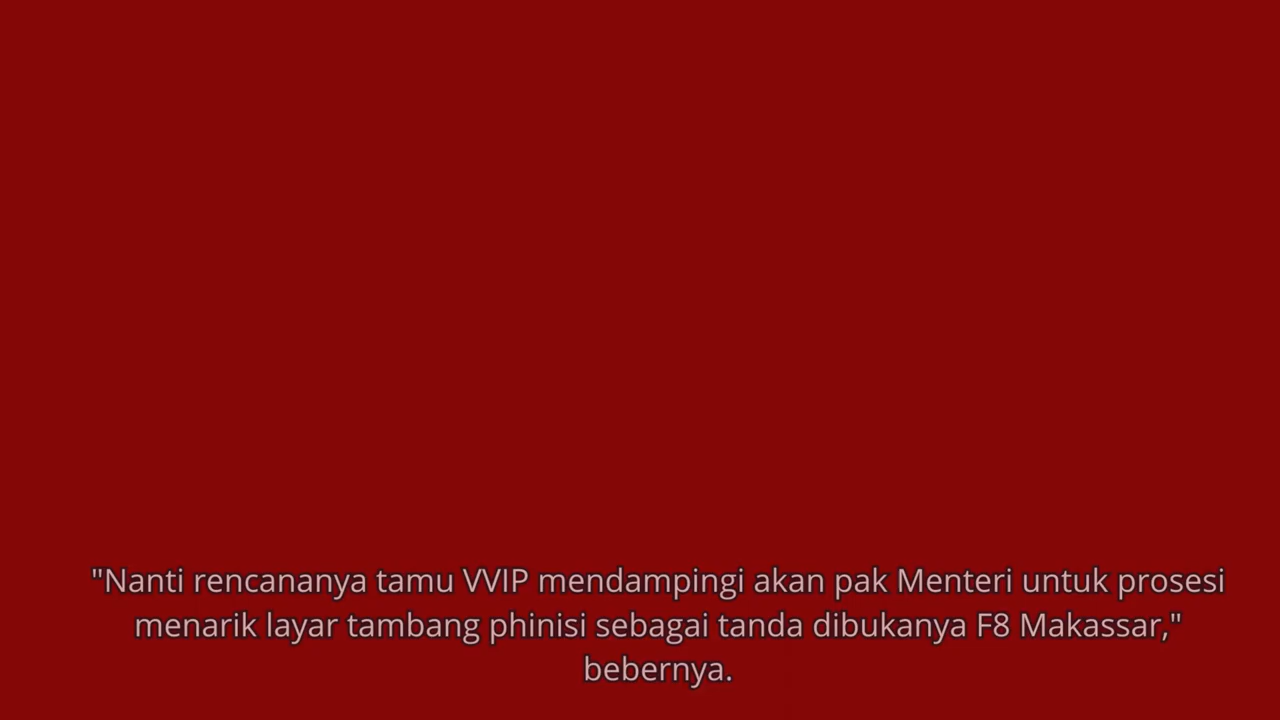 "Nanti rencananya tamu VVIP mendampingi akan pak Menteri untuk prosesi
menarik layar tambang phinisi sebagai tanda dibukanya F8 Makassar,"
bebernya.